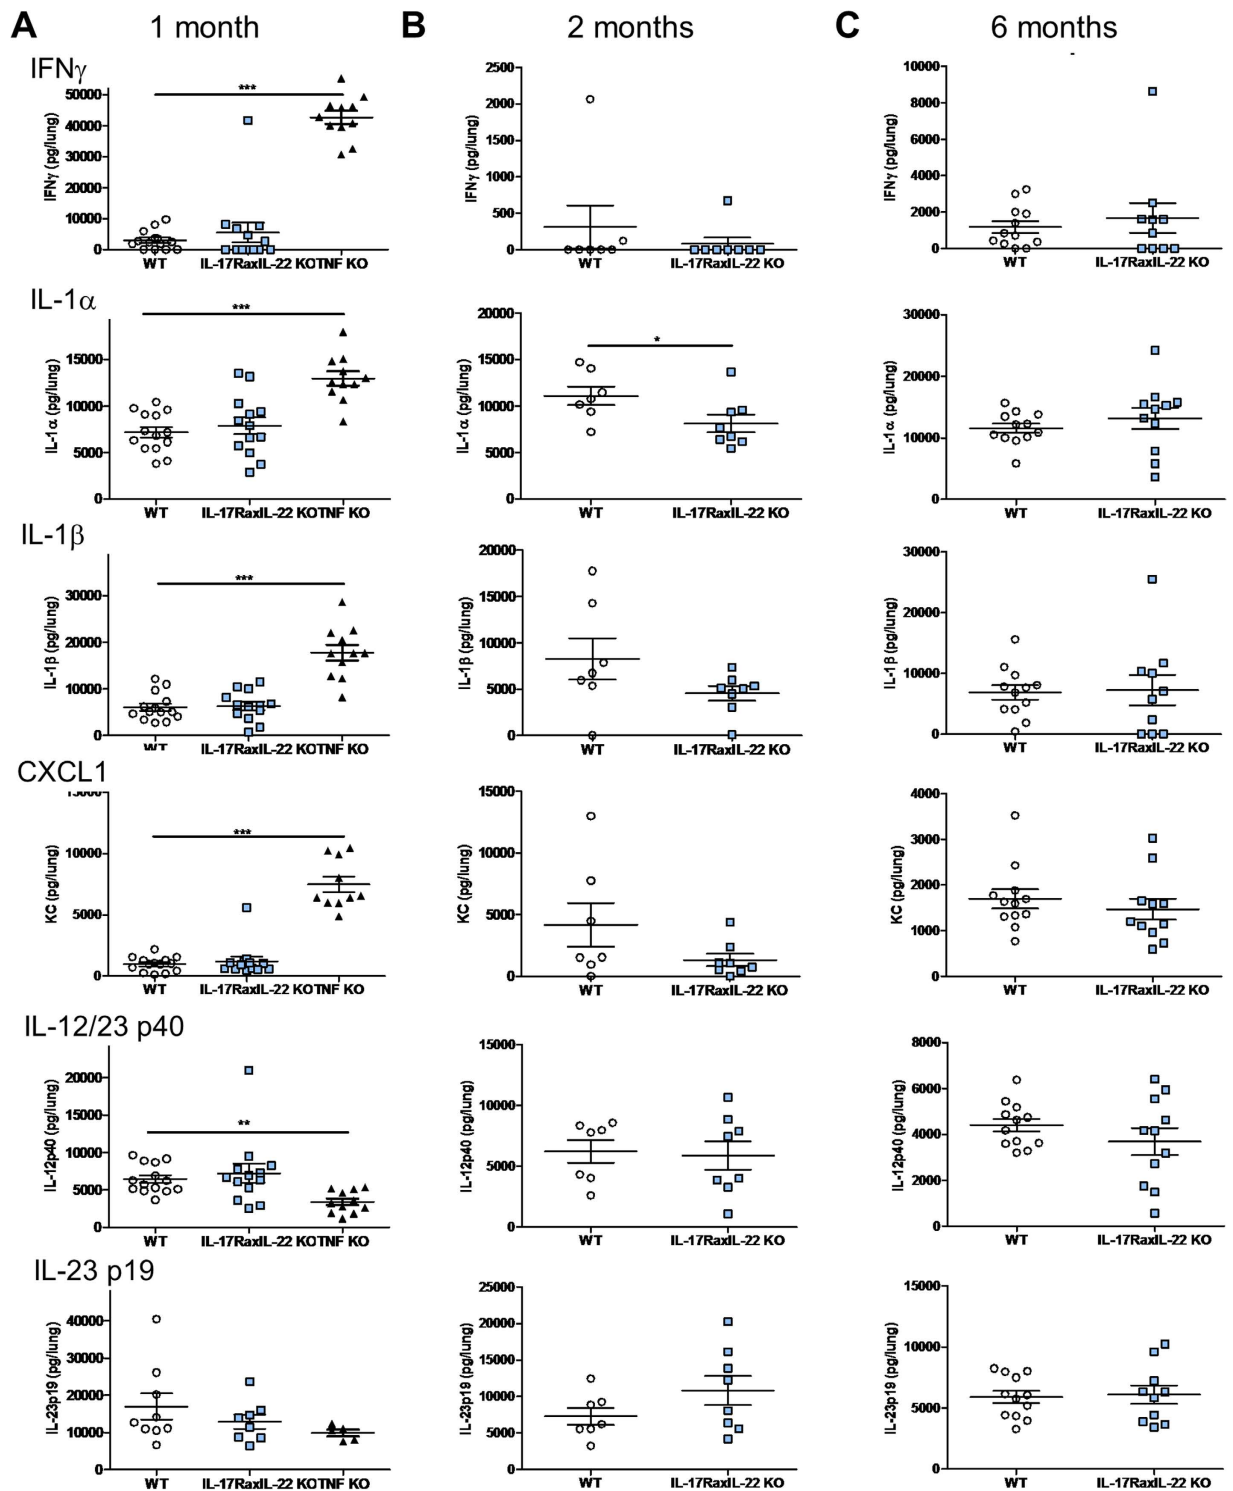 A 1 month B 2 months C 6 months
IFNγ
IFNγ (pg/lung) 50000 40000 30000 20000 10000 0 *** WT IL-17RaxIL-22 KO TNF KO
IFNγ (pg/lung) 2500 2000 1500 1000 500 0 WT IL-17RaxIL-22 KO
IFNγ (pg/lung) 10000 8000 6000 4000 2000 0 WT IL-17RaxIL-22 KO
IL-1α
IL-1α (pg/lung) 15000 10000 5000 0 *** WT IL-17RaxIL-22 KO TNF KO
IL-1α (pg/lung) 20000 15000 10000 5000 0 * WT IL-17RaxIL-22 KO
IL-1α (pg/lung) 30000 20000 10000 0 WT IL-17RaxIL-22 KO
IL-1β
IL-1β (pg/lung) 30000 20000 10000 0 *** WT IL-17RaxIL-22 KO TNF KO
IL-1β (pg/lung) 20000 15000 10000 5000 0 WT IL-17RaxIL-22 KO
IL-1β (pg/lung) 30000 20000 10000 0 WT IL-17RaxIL-22 KO
CXCL1
KC (pg/lung) 15000 10000 5000 0 *** WT IL-17RaxIL-22 KO TNF KO
KC (pg/lung) 15000 10000 5000 0 WT IL-17RaxIL-22 KO
KC (pg/lung) 4000 3000 2000 1000 0 WT IL-17RaxIL-22 KO
IL-12/23 p40
IL-12p40 (pg/lung) 20000 15000 10000 5000 0 ** WT IL-17RaxIL-22 KO TNF KO
IL-12p40 (pg/lung) 15000 10000 5000 0 WT IL-17RaxIL-22 KO
IL-12p40 (pg/lung) 8000 6000 4000 2000 0 WT IL-17RaxIL-22 KO
IL-23 p19
IL-23p19 (pg/lung) 40000 30000 20000 10000 0 WT IL-17RaxIL-22 KO TNF KO
IL-23p19 (pg/lung) 25000 20000 15000 10000 5000 0 WT IL-17RaxIL-22 KO
IL-23p19 (pg/lung) 15000 10000 5000 0 WT IL-17RaxIL-22 KO